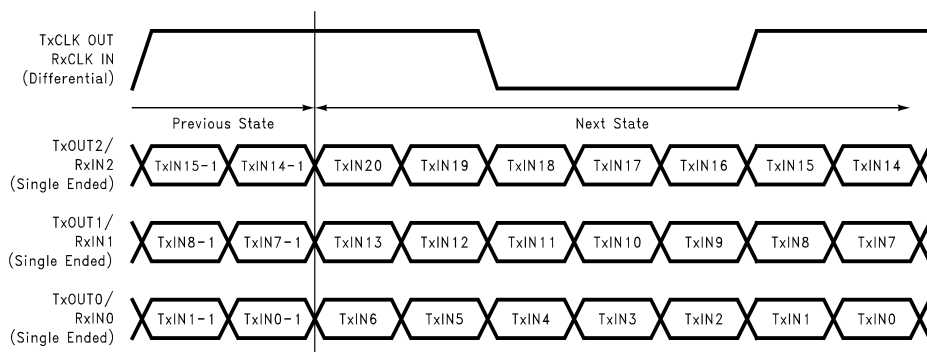 TxCLK OUT
RxCLK IN
(Differential)
Previous State
Next State
TxOUT2/
RxIN2
(Single Ended)
TxIN15-1 TxIN14-1 TxIN20 TxIN19 TxIN18 TxIN17 TxIN16 TxIN15 TxIN14
TxOUT1/
RxIN1
(Single Ended)
TxIN8-1 TxIN7-1 TxIN13 TxIN12 TxIN11 TxIN10 TxIN9 TxIN8 TxIN7
TxOUT0/
RxIN0
(Single Ended)
TxIN1-1 TxIN0-1 TxIN6 TxIN5 TxIN4 TxIN3 TxIN2 TxIN1 TxIN0